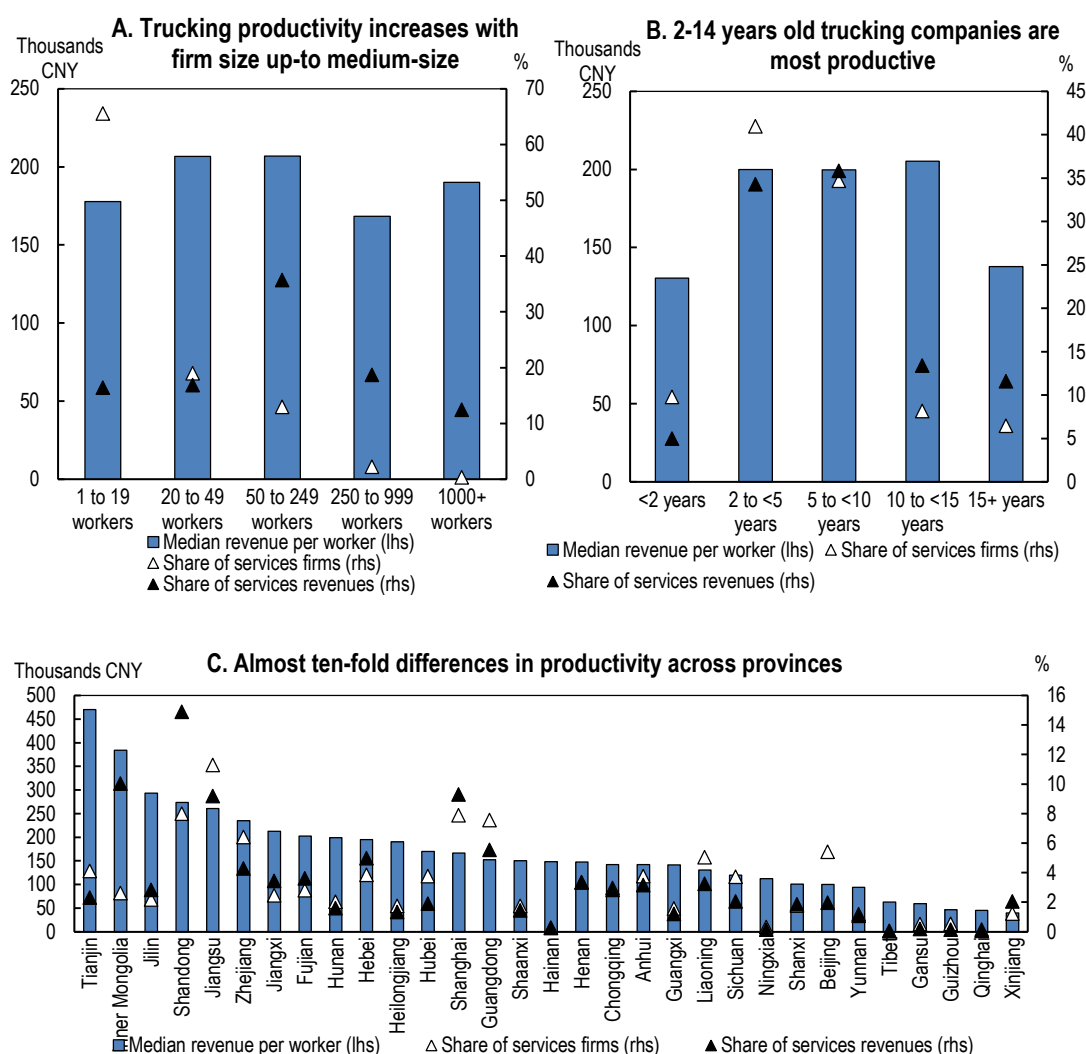 A. Trucking productivity increases with
firm size up-to medium-size
Thousands
CNY
%
250
200
150
100
50
0
70
60
50
40
30
20
10
0
1 to 19 20 to 49 50 to 249 250 to 999 1000+
workers workers workers workers workers
Median revenue per worker (lhs)
△ Share of services firms (rhs)
▲ Share of services revenues (rhs)
B. 2-14 years old trucking companies are
most productive
Thousands
CNY
%
250
200
150
100
50
0
45
40
35
30
25
20
15
10
5
0
<2 years 2 to <5 5 to <10 10 to <15 15+ years
years years years
Median revenue per worker (lhs) △ Share of services firms (rhs)
▲ Share of services revenues (rhs)
C. Almost ten-fold differences in productivity across provinces
Thousands CNY
%
500
450
400
350
300
250
200
150
100
50
0
16
14
12
10
8
6
4
2
0
Tianjin
ner Mongolia
Jilin
Shandong
Jiangsu
Zhejiang
Jiangxi
Fujian
Hunan
Hebei
Heilongjiang
Hubei
Shanghai
Guangdong
Shaanxi
Hainan
Henan
Chongqing
Anhui
Guangxi
Liaoning
Sichuan
Ningxia
Shanxi
Beijing
Yunnan
Tibet
Gansu
Guizhou
Qinghai
Xinjiang
Median revenue per worker (lhs) △ Share of services firms (rhs) ▲ Share of services revenues (rhs)